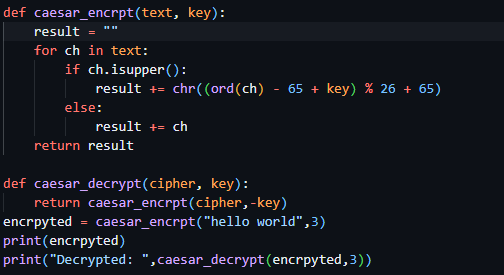 def caesar_encrpt(text, key):
    result = ""
    for ch in text:
        if ch.isupper():
            result += chr((ord(ch) - 65 + key) % 26 + 65)
        else:
            result += ch
    return result

def caesar_decrypt(cipher, key):
    return caesar_encrpt(cipher,-key)
encrpyted = caesar_encrpt("hello world",3)
print(encrpyted)
print("Decrypted: ",caesar_decrypt(encrpyted,3))